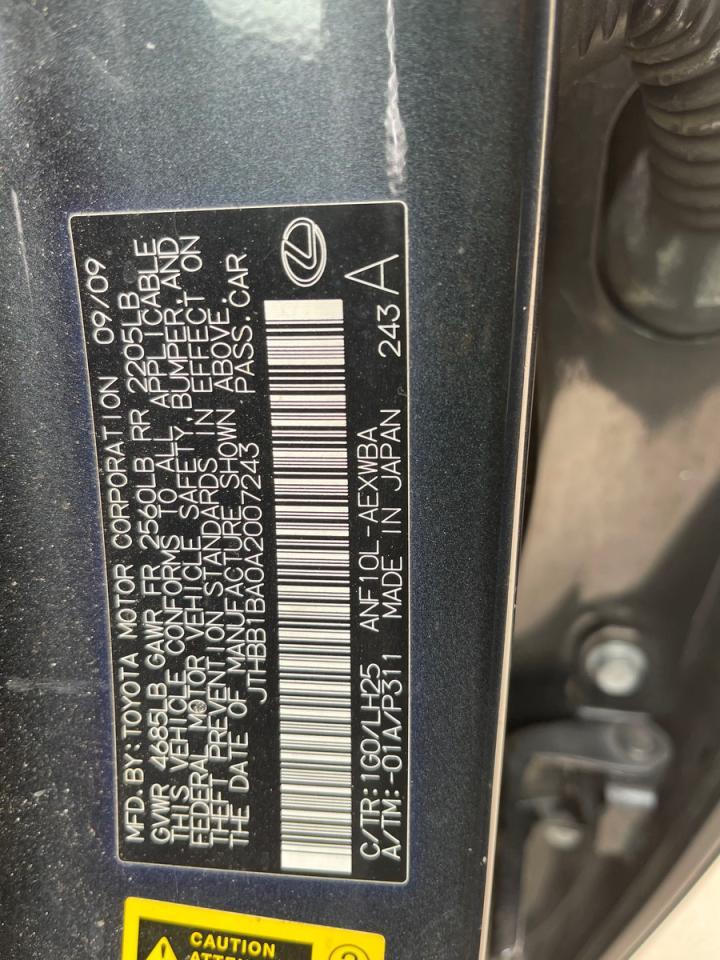 MFD.BY:TOYOTA MOTOR CORPORATION 09/09
GVWR 4685LB GAWR FR 2560LB RR 2205LB
THIS VEHICLE CONFORMS TO ALL APPLICABLE
FEDERAL MOTOR VEHICLE SAFETY, BUMPER, AND
THEFT PREVENTION STANDARDS IN EFFECT ON
THE DATE OF MANUFACTURE SHOWN ABOVE.
JTHBB1BA0A2007243 PASS.CAR
C/TR:1G0/LH25 ANF10L-AEXWBA 243
A/TM:-01A/P311 MADE IN JAPAN A
CAUTION